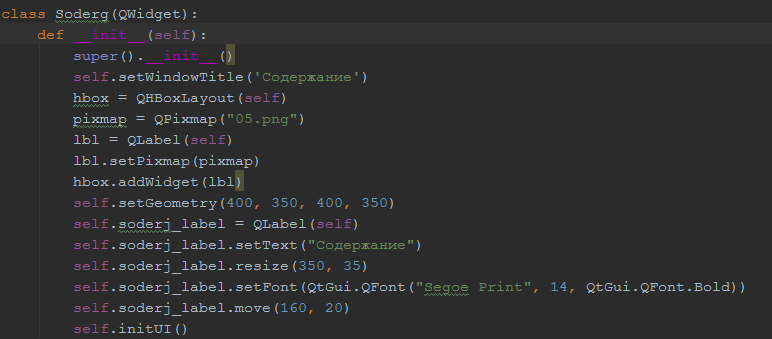 class Soderg(QWidget):
    def __init__(self):
        super().__init__()
        self.setWindowTitle('Содержание')
        hbox = QHBoxLayout(self)
        pixmap = QPixmap("05.png")
        lbl = QLabel(self)
        lbl.setPixmap(pixmap)
        hbox.addWidget(lbl)
        self.setGeometry(400, 350, 400, 350)
        self.soderj_label = QLabel(self)
        self.soderj_label.setText("Содержание")
        self.soderj_label.resize(350, 35)
        self.soderj_label.setFont(QtGui.QFont("Segoe Print", 14, QtGui.QFont.Bold))
        self.soderj_label.move(160, 20)
        self.initUI()